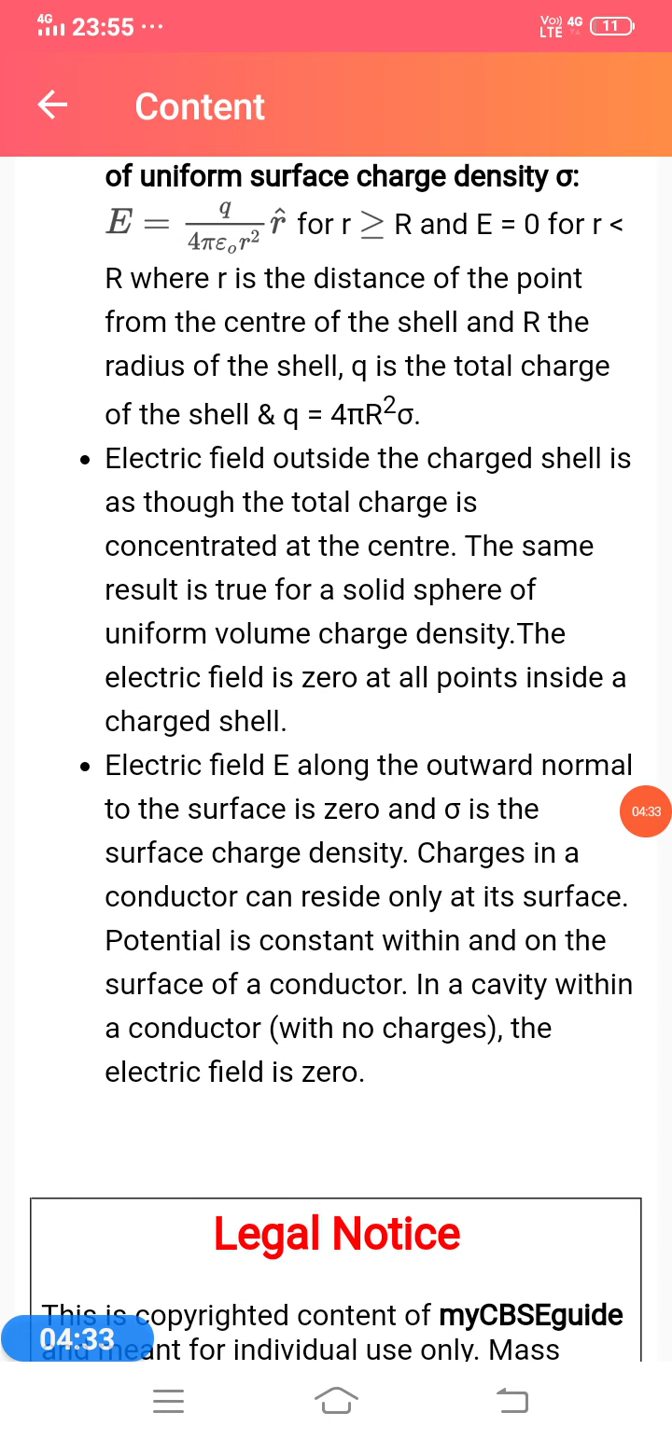 4G 23:55 ··· Vo)) LTE 4G 11
Content
of uniform surface charge density σ:
E = q/4πε₀r² r̂ for r ≥ R and E = 0 for r <
R where r is the distance of the point
from the centre of the shell and R the
radius of the shell, q is the total charge
of the shell & q = 4πR²σ.
• Electric field outside the charged shell is
as though the total charge is
concentrated at the centre. The same
result is true for a solid sphere of
uniform volume charge density.The
electric field is zero at all points inside a
charged shell.
• Electric field E along the outward normal
to the surface is zero and σ is the
surface charge density. Charges in a
conductor can reside only at its surface.
Potential is constant within and on the
surface of a conductor. In a cavity within
a conductor (with no charges), the
electric field is zero.
04:33
Legal Notice
This is copyrighted content of myCBSEguide
and meant for individual use only. Mass
04:33